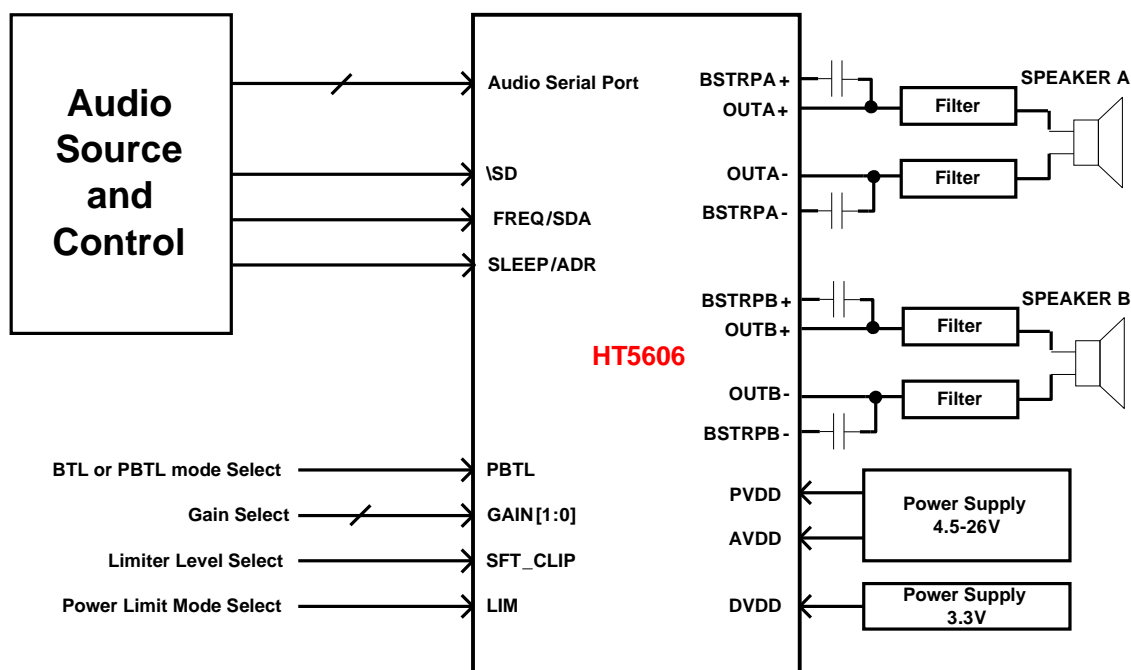 Audio
Source
and
Control
Audio Serial Port
\SD
FREQ/SDA
SLEEP/ADR
BTL or PBTL mode Select
PBTL
Gain Select
GAIN[1:0]
Limiter Level Select
SFT_CLIP
Power Limit Mode Select
LIM
HT5606
BSTRPA+
OUTA+
OUTA-
BSTRPA-
BSTRPB+
OUTB+
OUTB-
BSTRPB-
PVDD
AVDD
DVDD
SPEAKER A
Filter
Filter
SPEAKER B
Filter
Filter
Power Supply
4.5-26V
Power Supply
3.3V